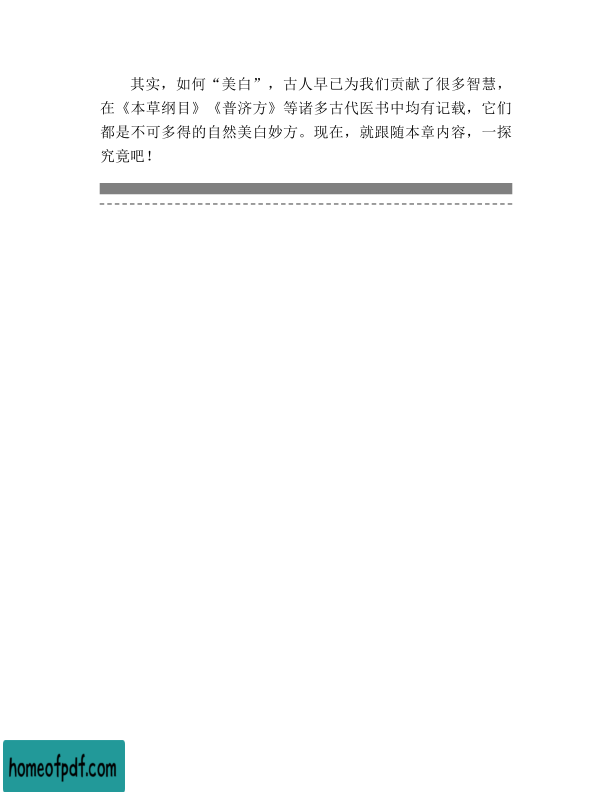 其实，如何“美白”，古人早已为我们贡献了很多智慧，
在《本草纲目》《普济方》等诸多古代医书中均有记载，它们
都是不可多得的自然美白妙方。现在，就跟随本章内容，一探
究竟吧！
homeofpdf.com